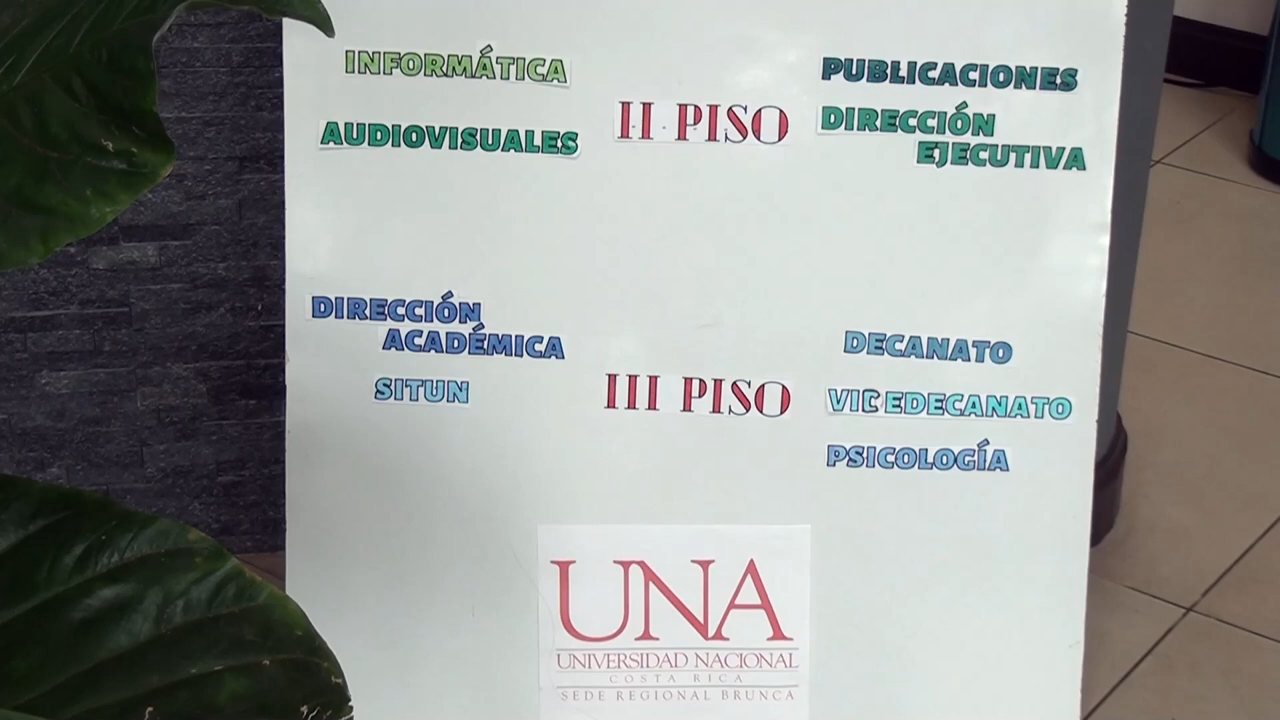 INFORMÁTICA
AUDIOVISUALES
II PISO
PUBLICACIONES
DIRECCIÓN
EJECUTIVA
DIRECCIÓN
ACADÉMICA
SITUN
III PISO
DECANATO
VICEDECANATO
PSICOLOGÍA
UNA
UNIVERSIDAD NACIONAL
COSTA RICA
SEDE REGIONAL BRUNCA